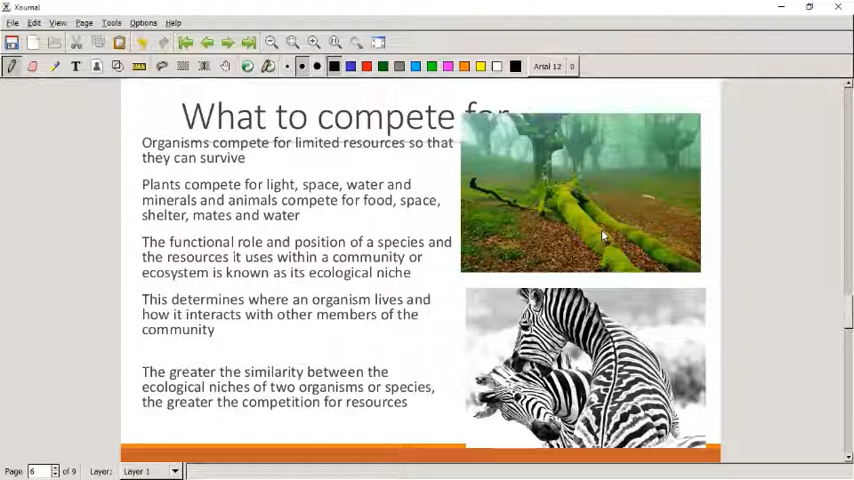 Xournal
File Edit View Page Tools Options Help
T
Arial 12 0
What to compete for
Organisms compete for limited resources so that
they can survive
Plants compete for light, space, water and
minerals and animals compete for food, space,
shelter, mates and water
The functional role and position of a species and
the resources it uses within a community or
ecosystem is known as its ecological niche
This determines where an organism lives and
how it interacts with other members of the
community
The greater the similarity between the
ecological niches of two organisms or species,
the greater the competition for resources
Page 6 of 9 Layer: Layer 1